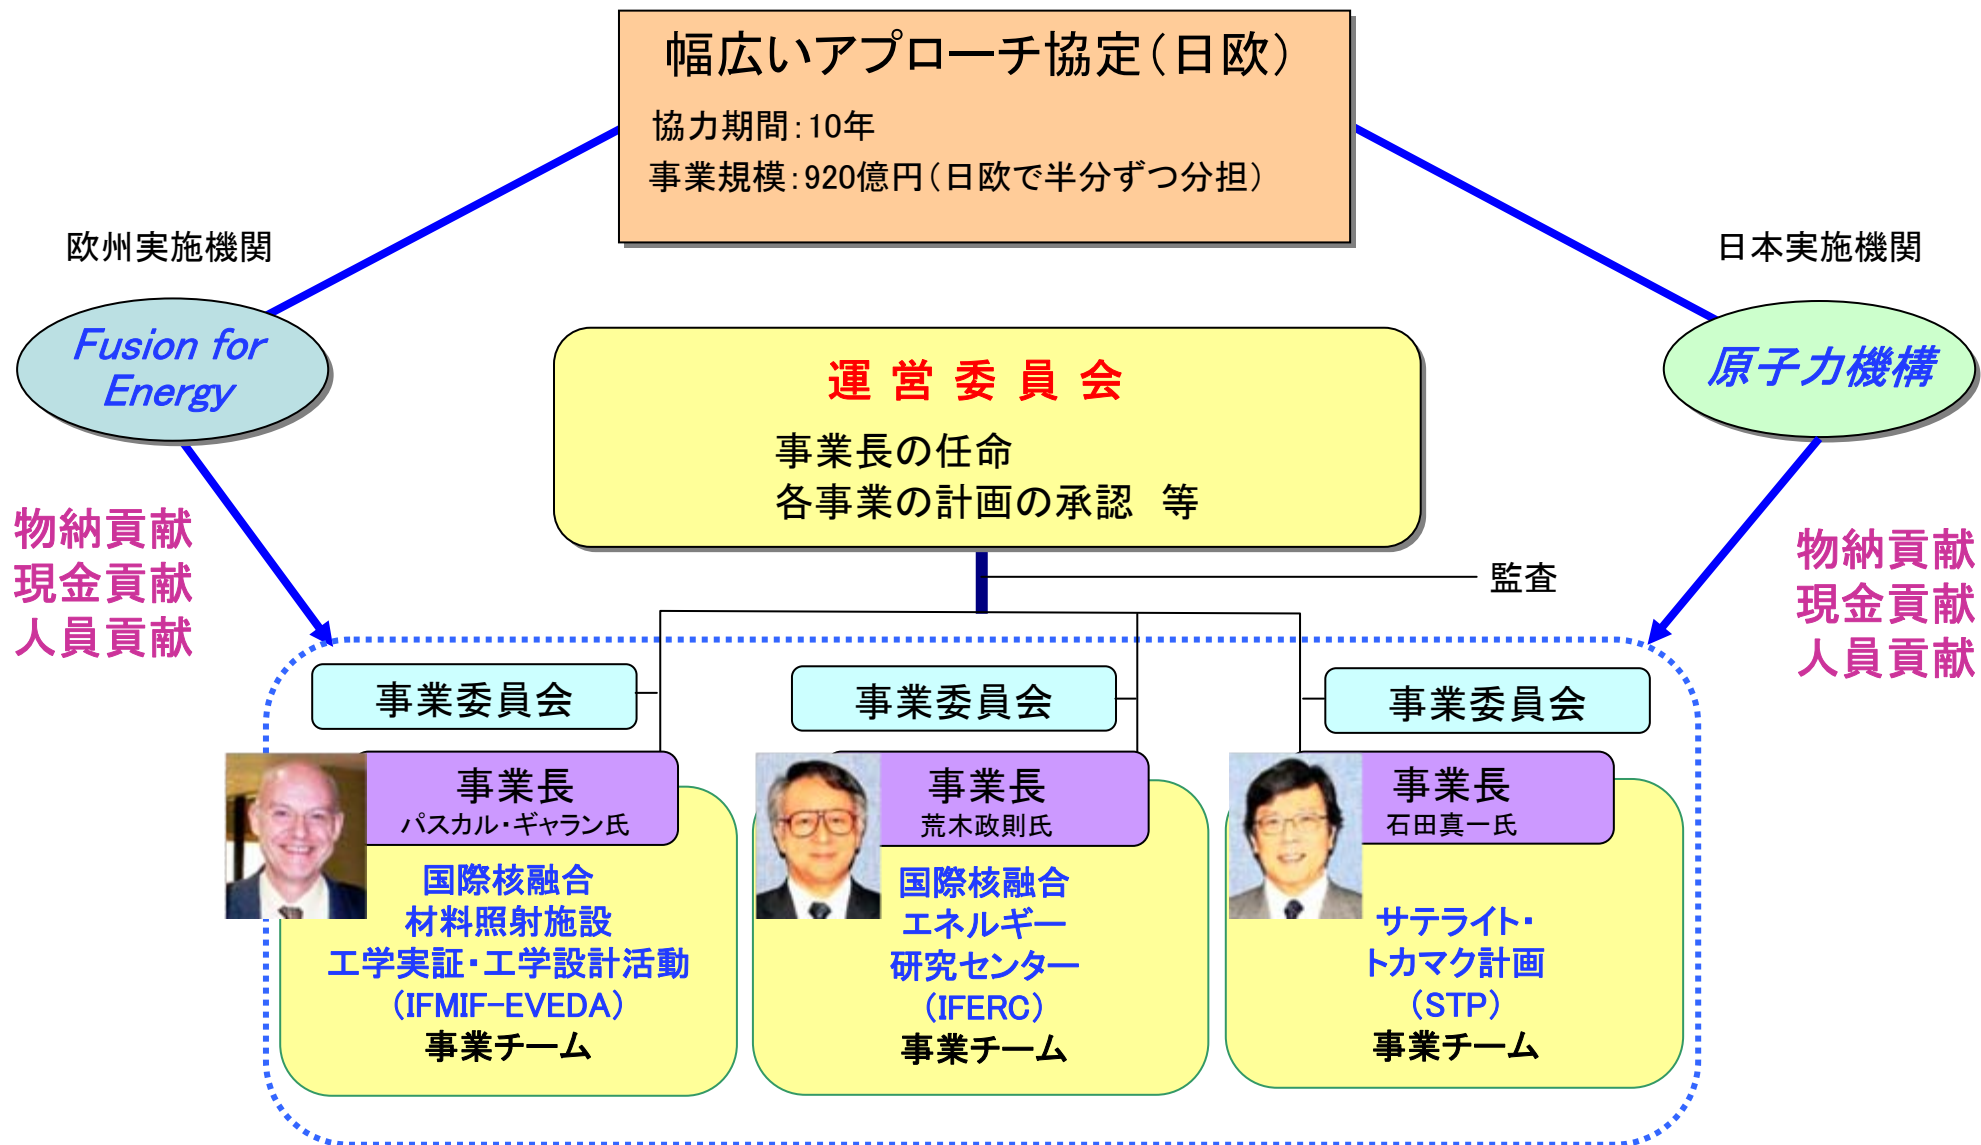 幅広いアプローチ協定（日欧）
協力期間：10年
事業規模：920億円（日欧で半分ずつ分担）
欧州実施機関
日本実施機関
Fusion for
Energy
原子力機構
運営委員会
事業長の任命
各事業の計画の承認　等
物納貢献
現金貢献
人員貢献
監査
物納貢献
現金貢献
人員貢献
事業委員会
事業委員会
事業委員会
事業長
パスカル・ギャラン氏
国際核融合
材料照射施設
工学実証・工学設計活動
（IFMIF-EVEDA）
事業チーム
事業長
荒木政則氏
国際核融合
エネルギー
研究センター
（IFERC）
事業チーム
事業長
石田真一氏
サテライト・
トカマク計画
（STP）
事業チーム